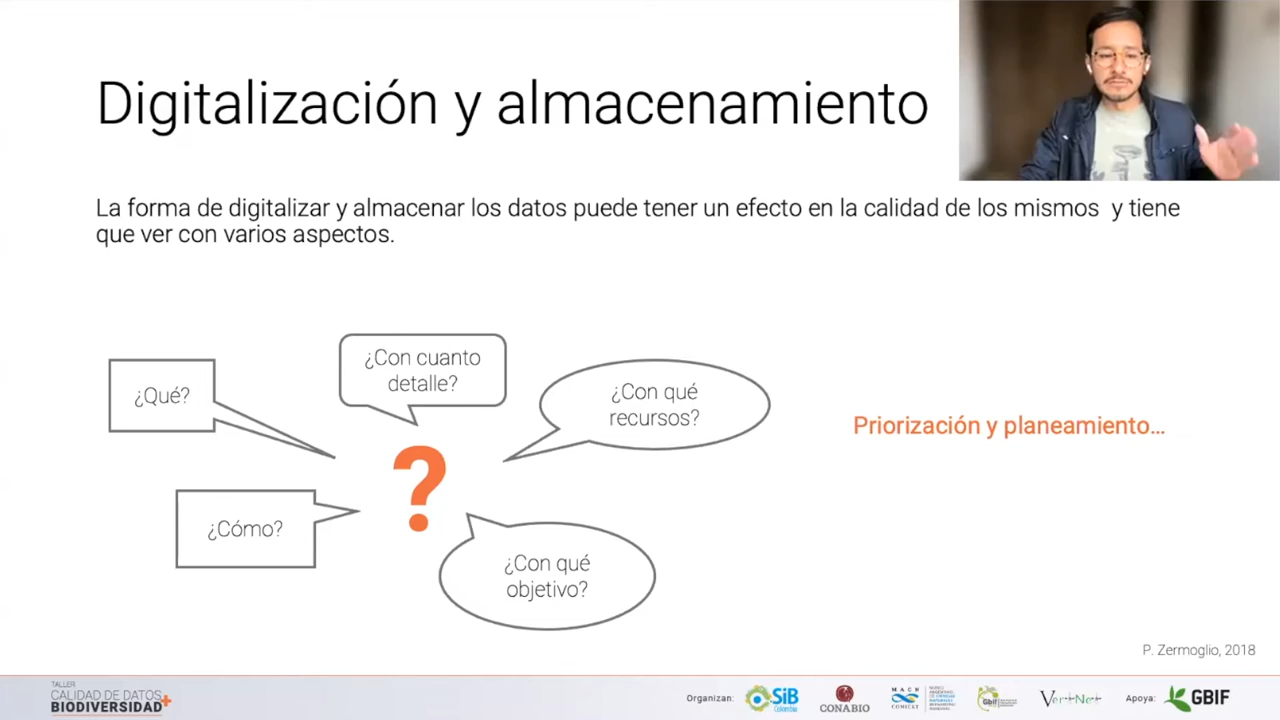 Digitalización y almacenamiento
La forma de digitalizar y almacenar los datos puede tener un efecto en la calidad de los mismos y tiene
que ver con varios aspectos.
¿Qué?
¿Con cuanto
detalle?
¿Con qué
recursos?
Priorización y planeamiento...
?
¿Cómo?
¿Con qué
objetivo?
P. Zermoglio, 2018
TALLER
CALIDAD DE DATOS
BIODIVERSIDAD+
Organizan:
SiB
Colombia
CONABIO
MACN
CONICET
Gbif
VertNet
Apoya:
GBIF